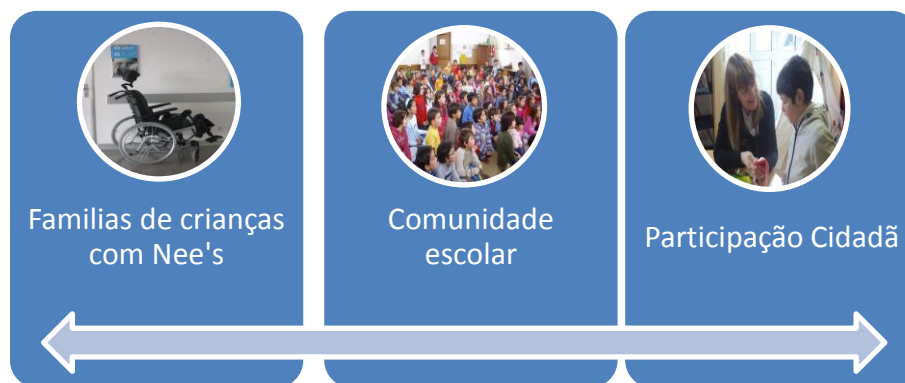 Familias de crianças
com Nee's
Comunidade
escolar
Participação Cidadã